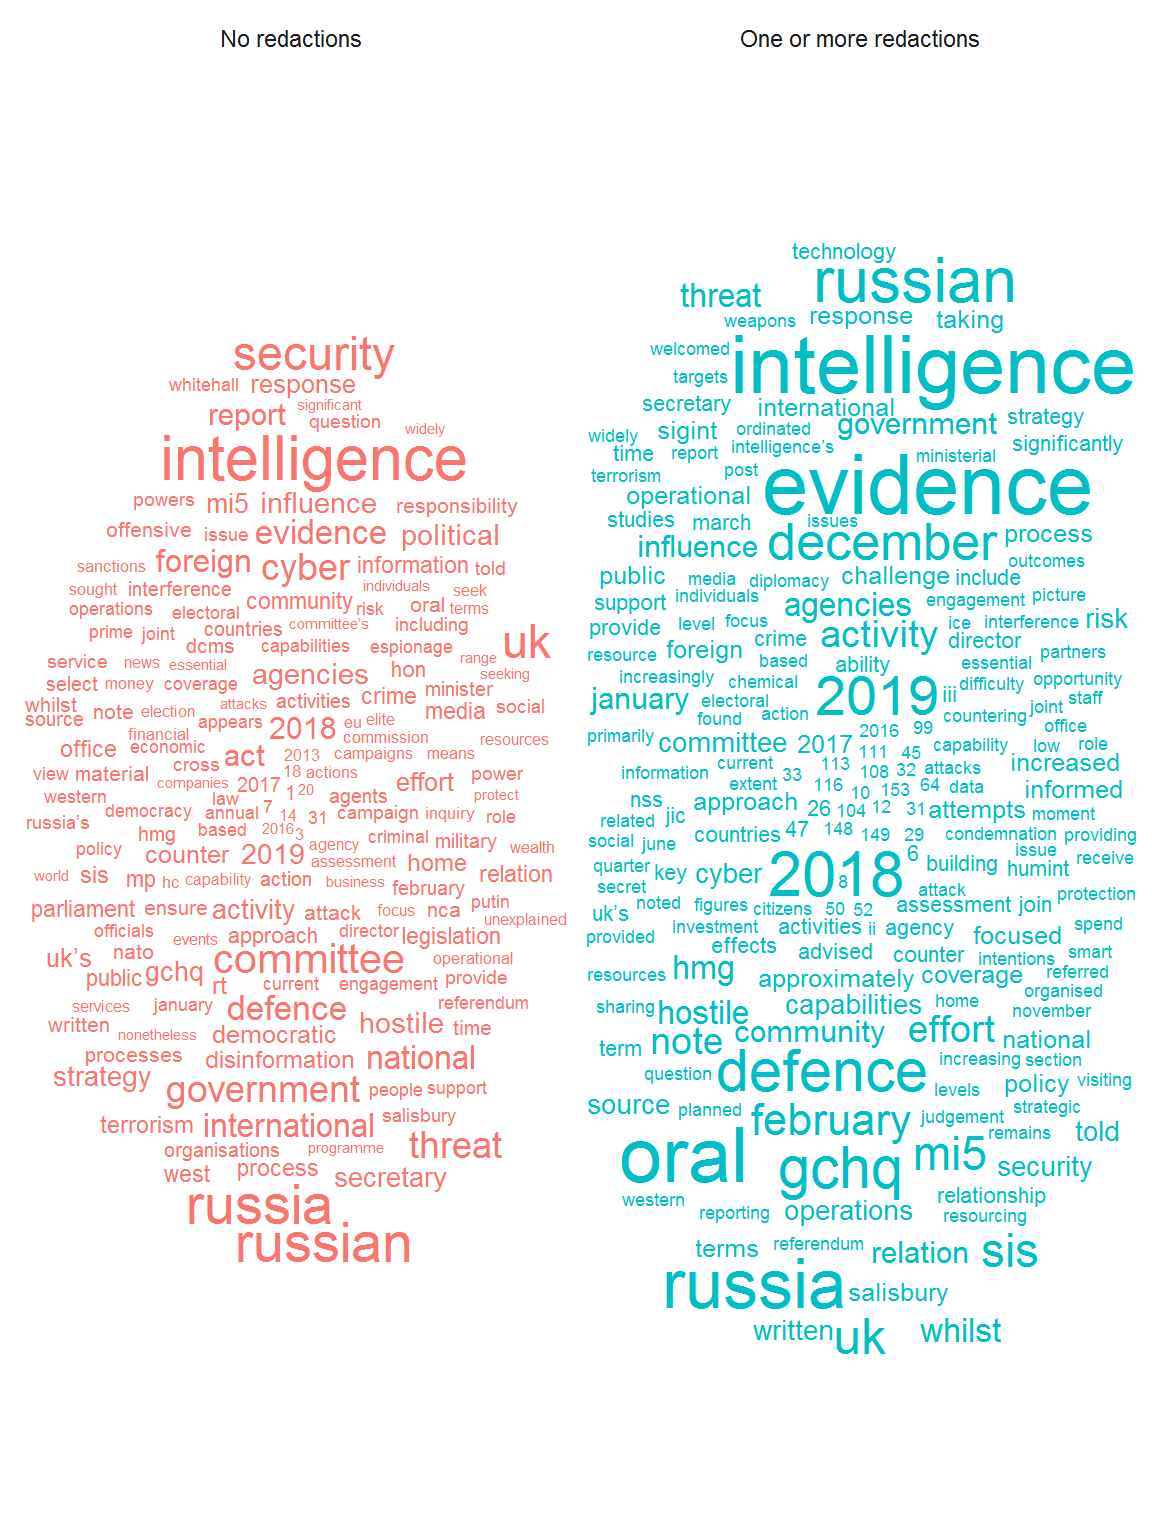 No redactions
One or more redactions
security
whitehall response
significant
report question
widely
intelligence
powers mi5 influence responsibility
offensive issue evidence political
sanctions foreign cyber information told
sought interference individuals seek
operations electoral community risk oral terms
prime joint countries committee's including
dcms capabilities espionage uk
service news essential range
agencies hon seeking
select money coverage attacks activities crime minister
whilst
source note election appears 2018 eu elite media social
financial commission
office economic resources
cross act 2013 campaigns means
view material 18 actions
companies 2017 1 20 effort power
western law agents protect
democracy annual 7 14 31 campaign inquiry role
russia's hmg based 2016 3
agency criminal military wealth
policy counter 2019 assessment home
world sis mp hc capability action business february relation
putin
parliament ensure activity attack focus nca unexplained
officials events approach director legislation
uk's nato committee operational
public gchq rt current engagement provide
services january defence referendum
written nonetheless democratic hostile time
processes disinformation national
strategy government people support
terrorism international salisbury
organisations programme threat
west process secretary
russia
russian
technology
threat russian
weapons response taking
welcomed intelligence
targets
secretary international strategy
widely sigint ordinated government significantly
time report intelligence's ministerial
terrorism post evidence
operational
studies march issues
influence december process
outcomes
public media diplomacy challenge include
support individuals agencies engagement picture
provide level focus crime activity ice interference risk
resource foreign based ability director partners
increasingly chemical essential
january electoral 2019 iii difficulty opportunity
found action countering joint staff
primarily committee 2017 2016 99 office
111 45 capability low role
information current 113 108 32 attacks increased
extent 33 116 10 153 64 data informed
nss jic approach 26 104 12 31 attempts moment
related
social june countries 47 148 149 29 condemnation providing
issue
quarter key cyber 2018 6 building humint receive
secret 8 attack protection
uk's noted figures citizens 50 52 assessment join
provided investment activities ii agency focused spend
effects advised counter intentions smart
resources hmg approximately coverage referred
organised
sharing hostile capabilities home november
term note community effort national
question defence increasing section
levels policy visiting
source planned february judgement strategic
remains told
oral gchq mi5 security
western relationship
reporting operations resourcing
terms referendum relation sis
russia salisbury
written uk whilst